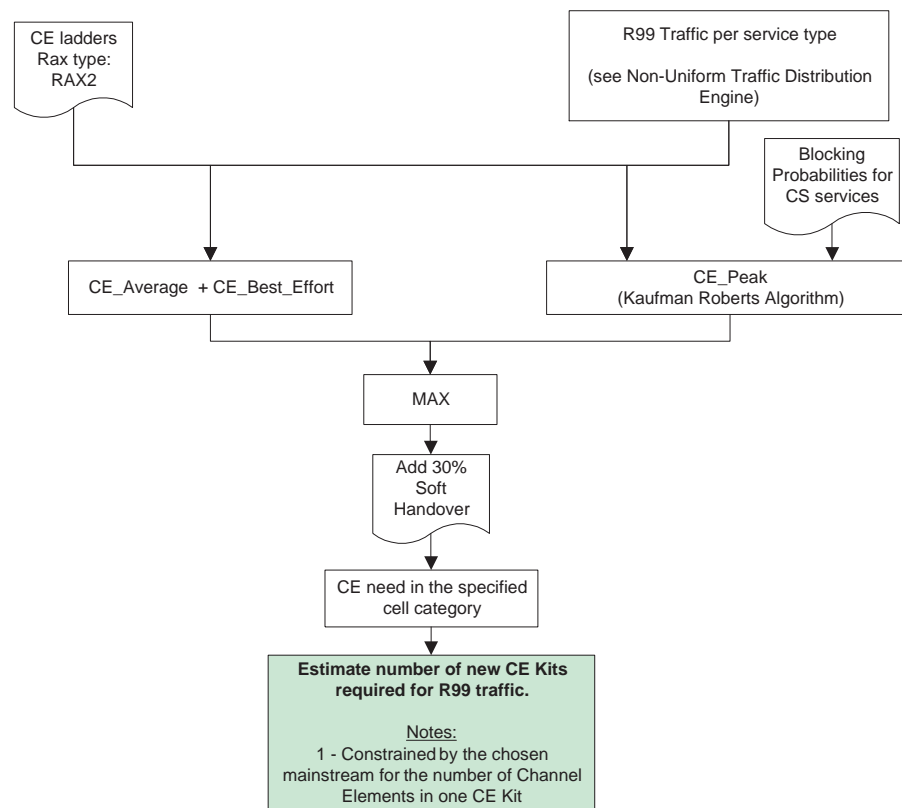 CE ladders
Rax type:
RAX2
R99 Traffic per service type
(see Non-Uniform Traffic Distribution
Engine)
Blocking
Probabilities for
CS services
CE_Average + CE_Best_Effort
CE_Peak
(Kaufman Roberts Algorithm)
MAX
Add 30%
Soft
Handover
CE need in the specified
cell category
Estimate number of new CE Kits
required for R99 traffic.
Notes:
1 - Constrained by the chosen
mainstream for the number of Channel
Elements in one CE Kit